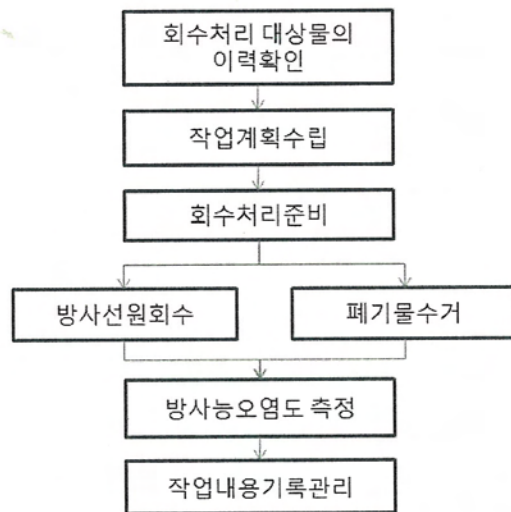 회수처리 대상물의
이력확인
작업계획수립
회수처리준비
방사선원회수
폐기물수거
방사능오염도 측정
작업내용기록관리